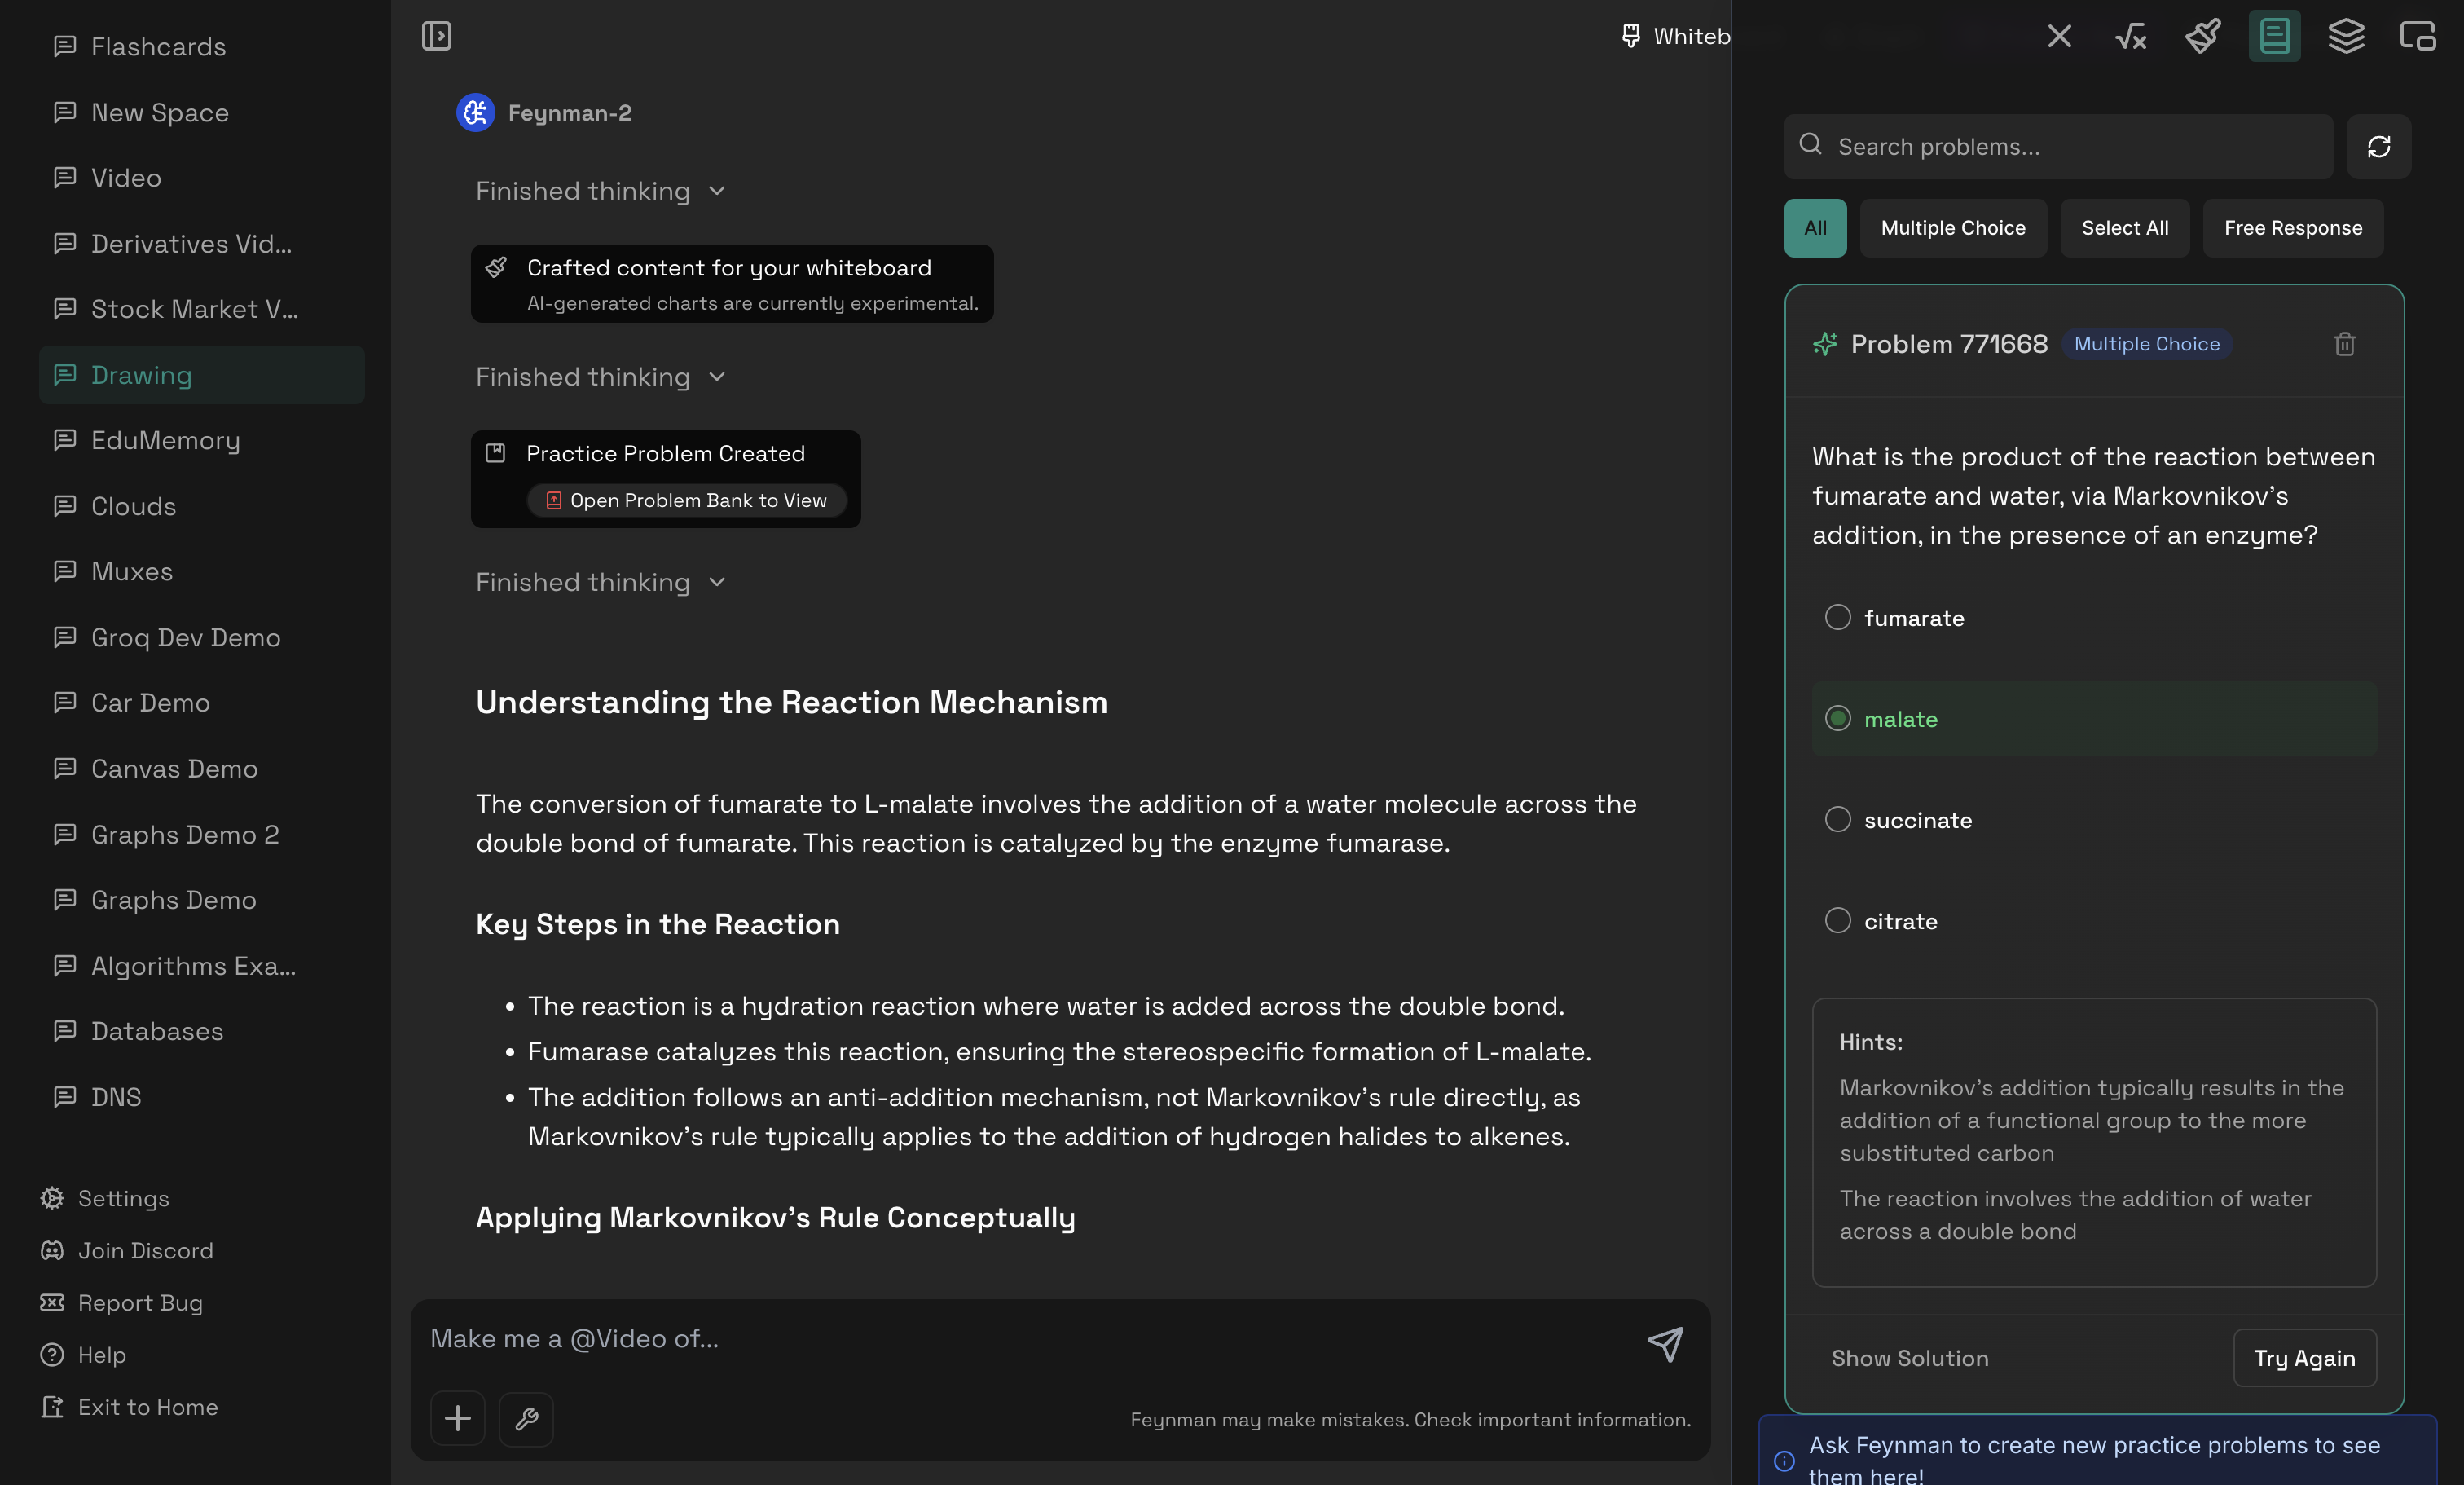 Flashcards
New Space
Video
Derivatives Vid...
Stock Market V...
Drawing
EduMemory
Clouds
Muxes
Groq Dev Demo
Car Demo
Canvas Demo
Graphs Demo 2
Graphs Demo
Algorithms Exa...
Databases
DNS
Settings
Join Discord
Report Bug
Help
Exit to Home
Whiteb
Feynman-2
Finished thinking
Crafted content for your whiteboard
AI-generated charts are currently experimental.
Finished thinking
Practice Problem Created
Open Problem Bank to View
Finished thinking
Understanding the Reaction Mechanism
The conversion of fumarate to L-malate involves the addition of a water molecule across the
double bond of fumarate. This reaction is catalyzed by the enzyme fumarase.
Key Steps in the Reaction
• The reaction is a hydration reaction where water is added across the double bond.
• Fumarase catalyzes this reaction, ensuring the stereospecific formation of L-malate.
• The addition follows an anti-addition mechanism, not Markovnikov's rule directly, as
Markovnikov's rule typically applies to the addition of hydrogen halides to alkenes.
Applying Markovnikov's Rule Conceptually
Make me a @Video of...
Feynman may make mistakes. Check important information.
√x
Search problems...
All
Multiple Choice
Select All
Free Response
Problem 771668
Multiple Choice
What is the product of the reaction between
fumarate and water, via Markovnikov's
addition, in the presence of an enzyme?
fumarate
malate
succinate
citrate
Hints:
Markovnikov's addition typically results in the
addition of a functional group to the more
substituted carbon
The reaction involves the addition of water
across a double bond
Show Solution
Try Again
Ask Feynman to create new practice problems to see
them here!